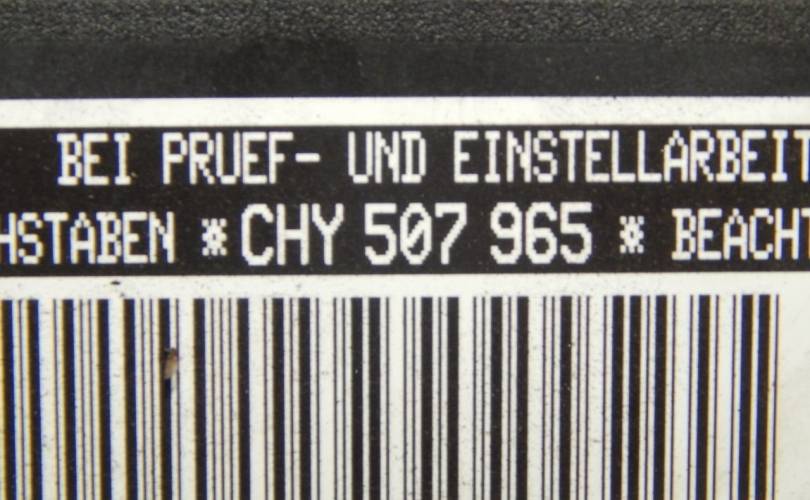 BEI PRUEF- UND EINSTELLARBEIT
HSTABEN * CHY 507 965 * BEACHT